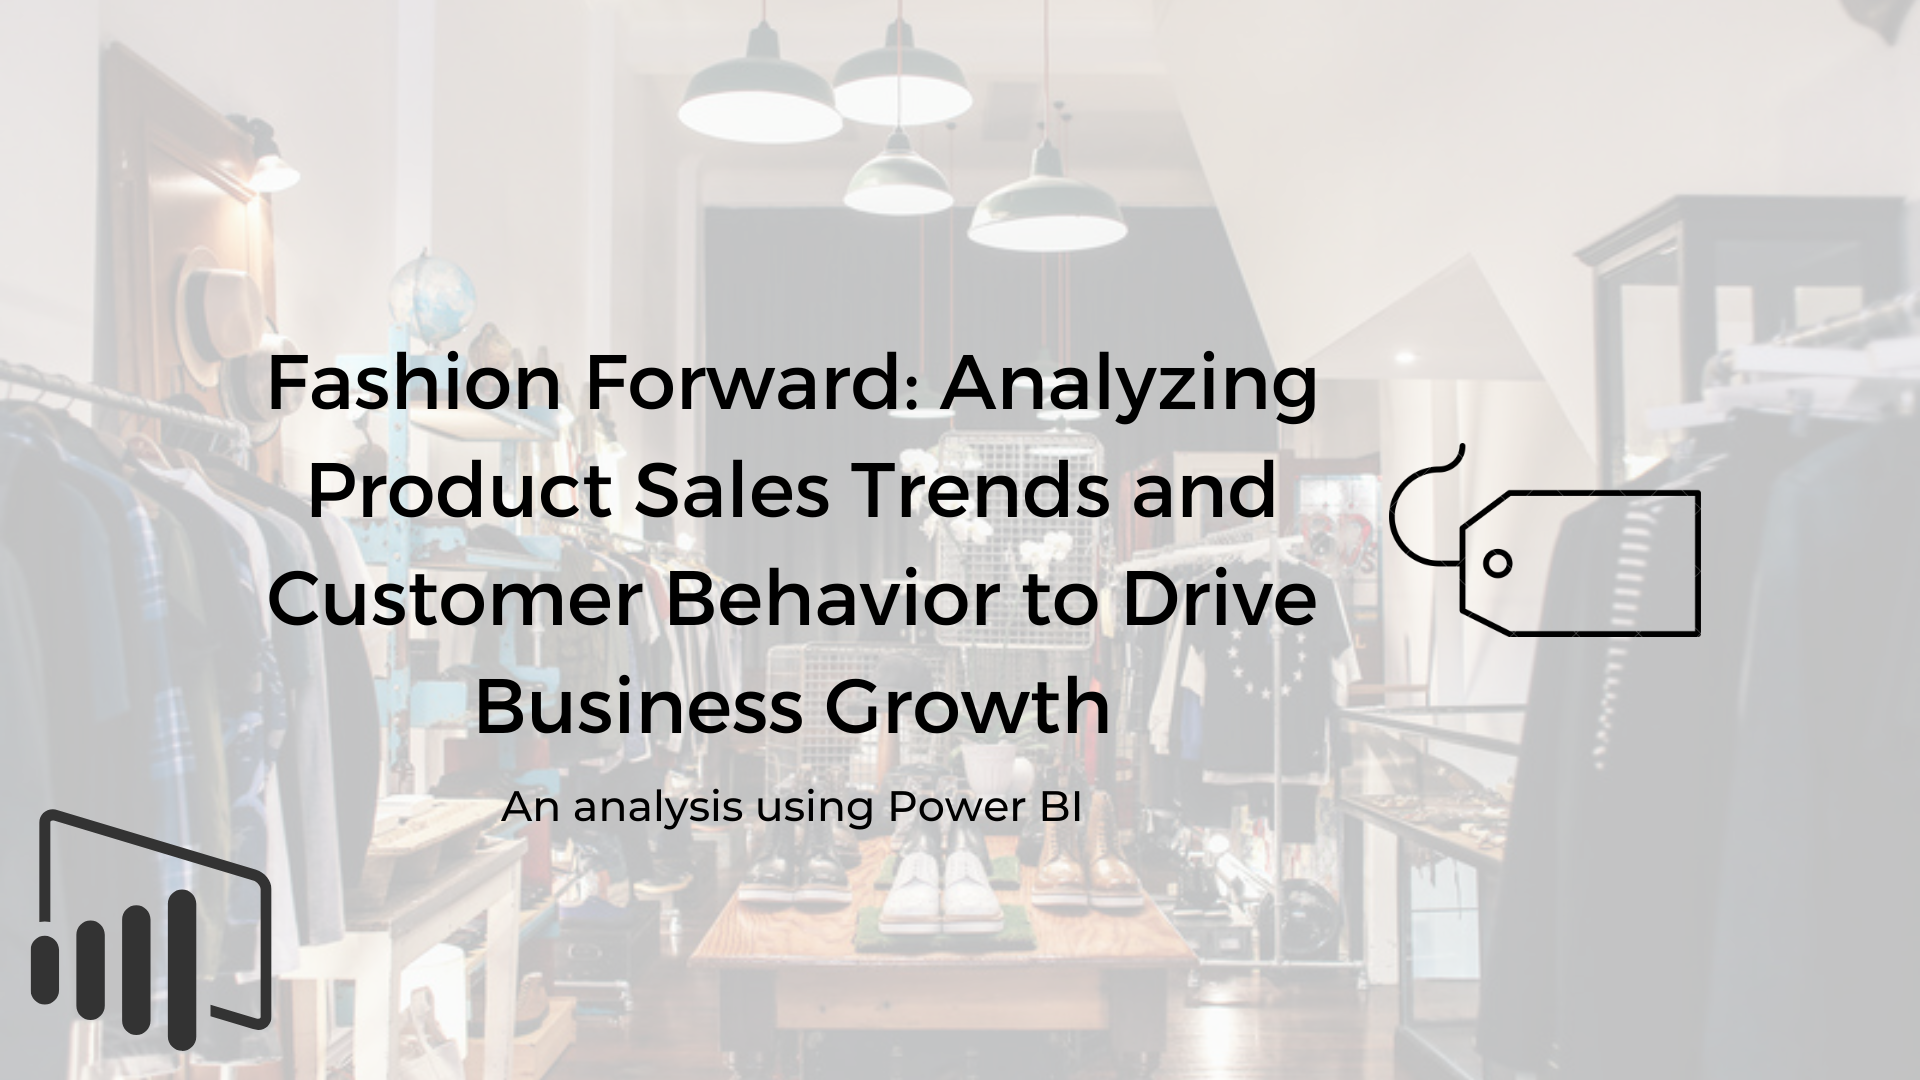 Fashion Forward: Analyzing
Product Sales Trends and
Customer Behavior to Drive
Business Growth
An analysis using Power BI